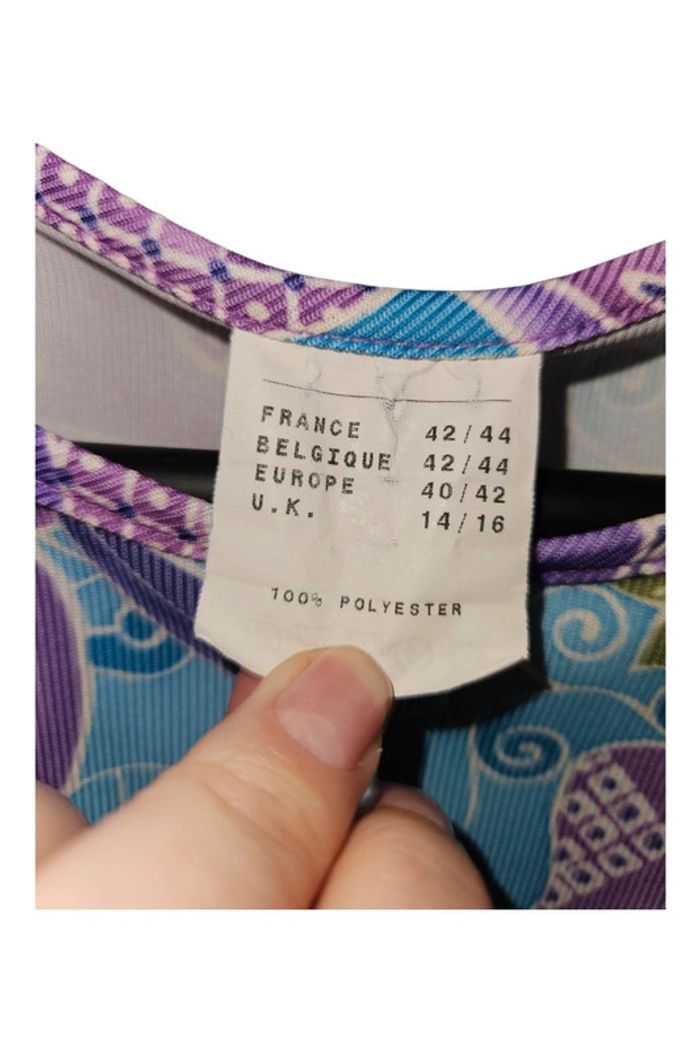 FRANCE 42/44
BELGIQUE 42/44
EUROPE 40/42
U.K. 14/16
100% POLYESTER